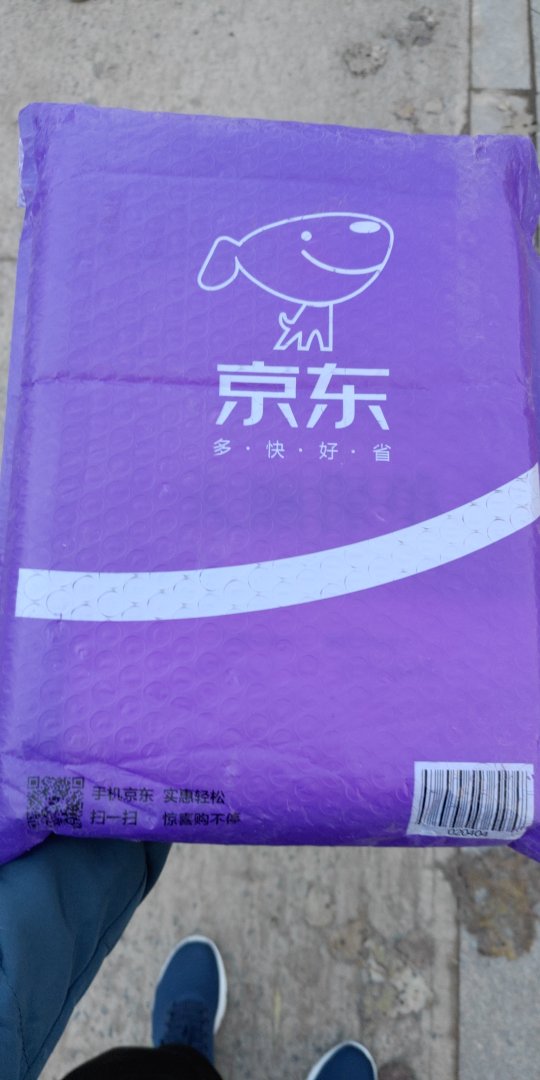 京东
多·快·好·省
手机京东 实惠轻松
扫一扫 惊喜购不停
020404